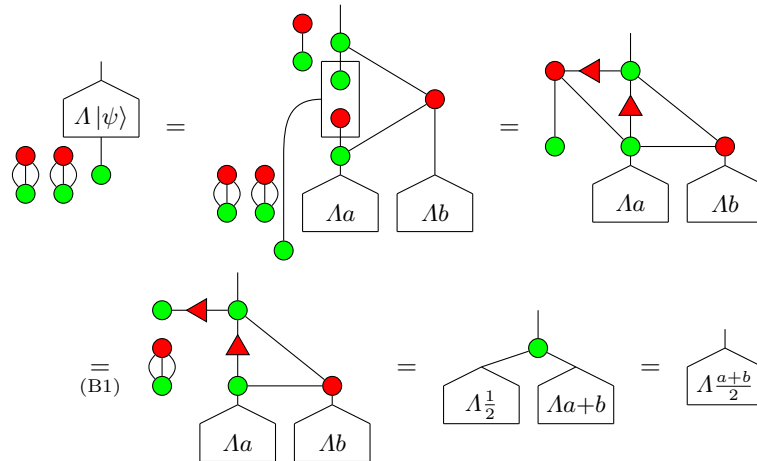 Λ|ψ⟩ = Λa Λb = Λa Λb
= (B1) Λa Λb = Λ1/2 Λa+b = Λ(a+b)/2